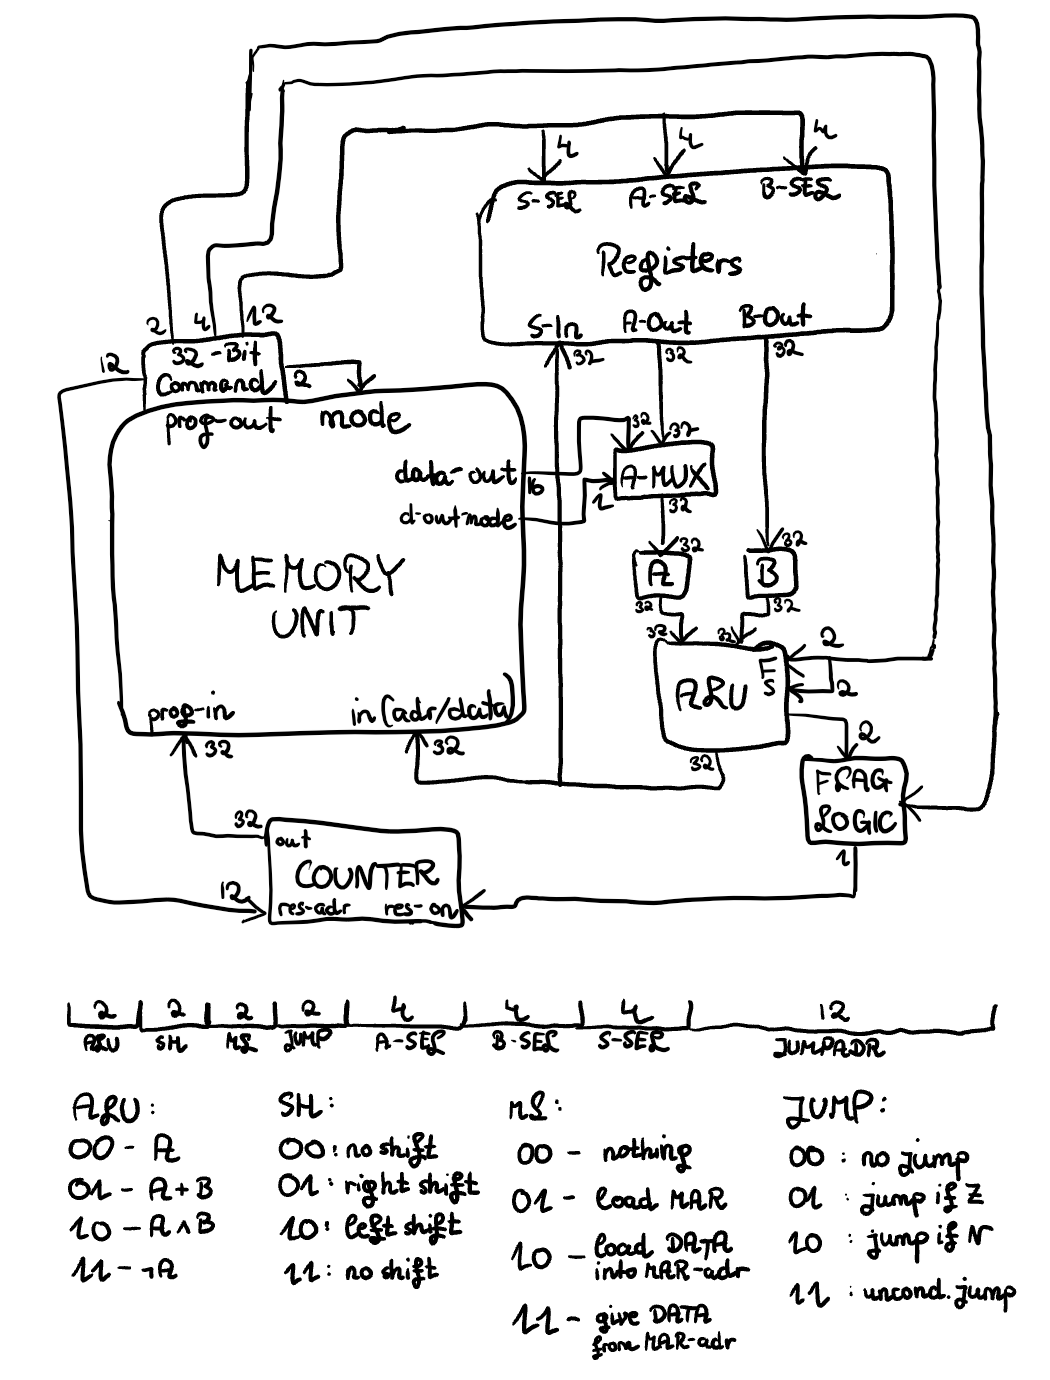 4 4 4
S-SEL A-SEL B-SEL
Registers
S-In A-Out B-Out
32 32 32
2 4 12
12 32-Bit
Command 2
prog-out mode
data-out 16
d-out-mode 1
32 32
A-MUX
32
32 32
A B
32 32
32 32
MEMORY
UNIT
F 2
S 2
ALU
32
prog-in in (adr/data)
32 32
2
FLAG
LOGIC
1
32
out
COUNTER
12
res-adr res-on
2 2 2 2 4 4 4 12
ALU SH MS JUMP A-SEL B-SEL S-SEL JUMPADR
ALU: SH: MS: JUMP:
00 - A 00: no shift 00 - nothing 00 : no jump
01 - A+B 01: right shift 01 - load MAR 01 : jump if Z
10 - A∧B 10: left shift 10 - load DATA into MAR-adr 10 : jump if N
11 - ¬A 11: no shift 11 - give DATA from MAR-adr 11 : uncond. jump